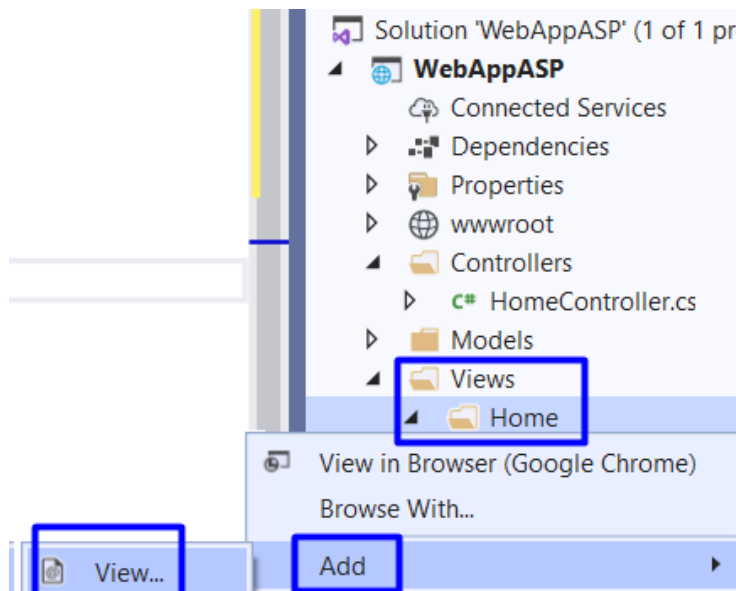 Solution 'WebAppASP' (1 of 1 pr
WebAppASP
Connected Services
Dependencies
Properties
wwwroot
Controllers
C# HomeController.cs
Models
Views
Home
View in Browser (Google Chrome)
Browse With...
Add
View...